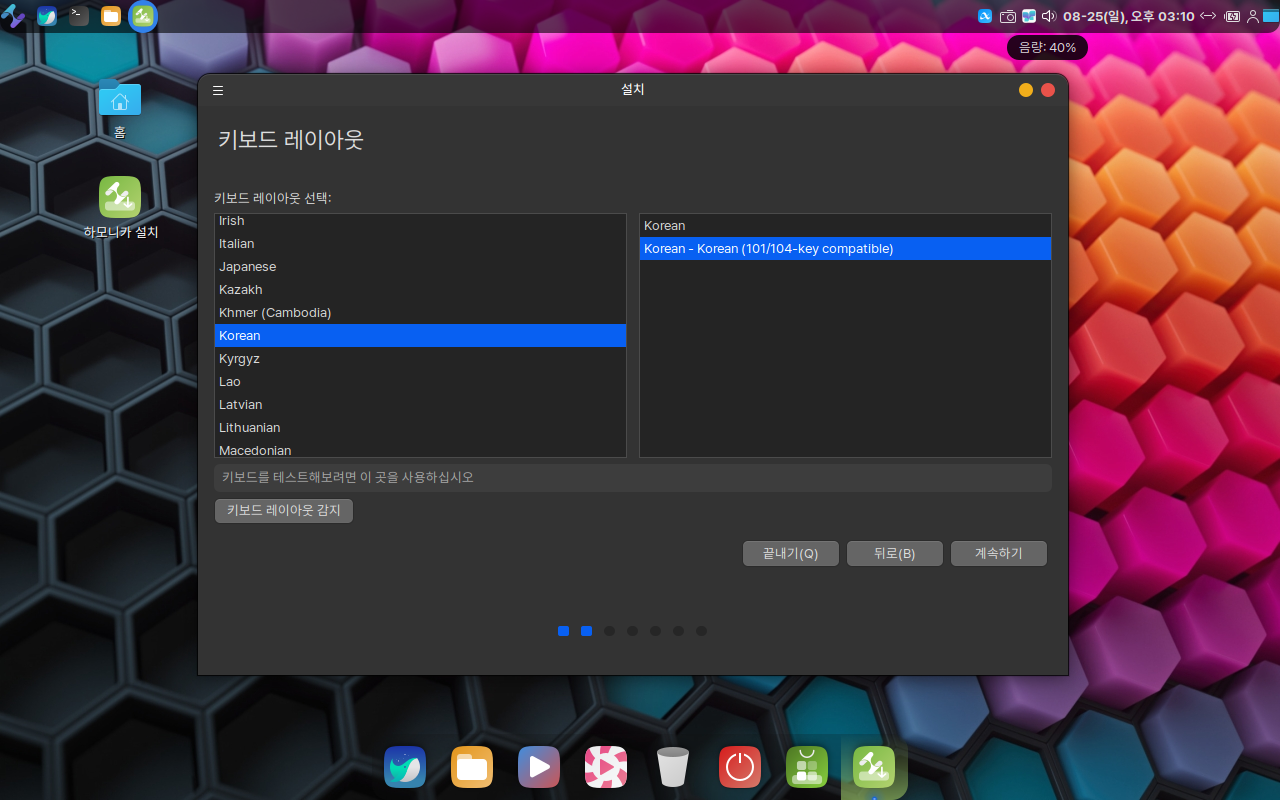 08-25(일), 오후 03:10
음량: 40%
홈
하모니카 설치
설치
키보드 레이아웃
키보드 레이아웃 선택:
Irish
Italian
Japanese
Kazakh
Khmer (Cambodia)
Korean
Kyrgyz
Lao
Latvian
Lithuanian
Macedonian
Korean
Korean - Korean (101/104-key compatible)
키보드를 테스트해보려면 이 곳을 사용하십시오
키보드 레이아웃 감지
끝내기(Q)
뒤로(B)
계속하기